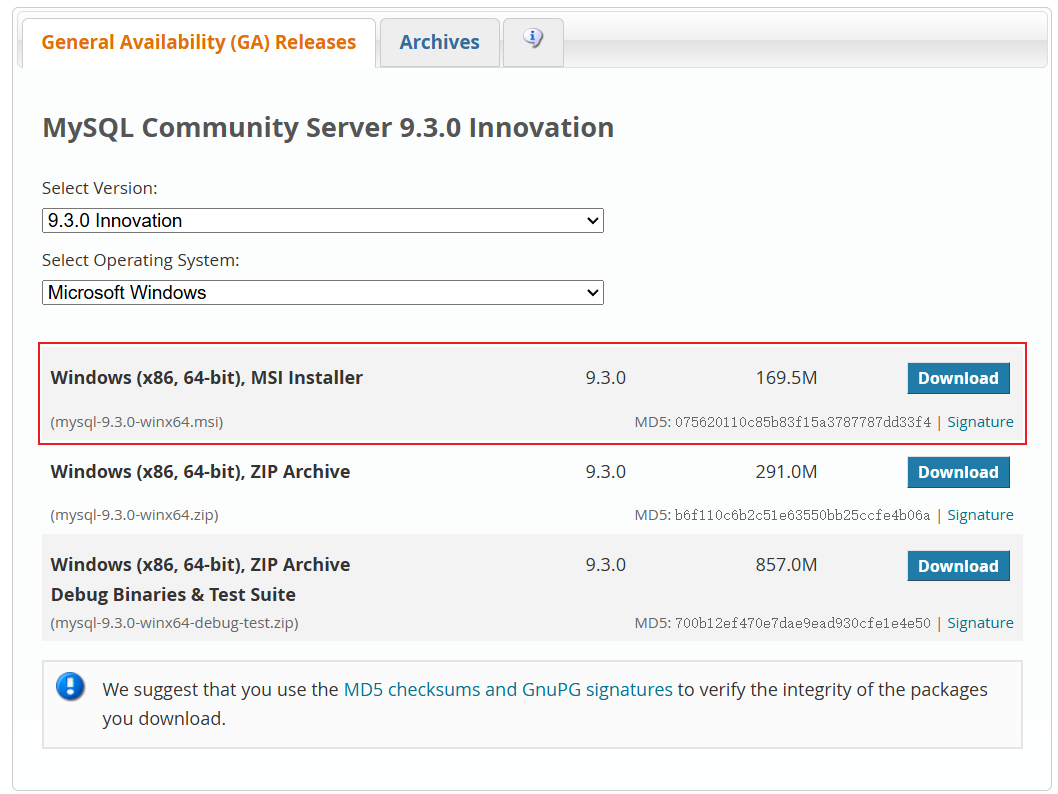 General Availability (GA) Releases Archives
MySQL Community Server 9.3.0 Innovation
Select Version:
9.3.0 Innovation
Select Operating System:
Microsoft Windows
Windows (x86, 64-bit), MSI Installer 9.3.0 169.5M Download
(mysql-9.3.0-winx64.msi) MD5: 075620110c85b83f15a3787787dd33f4 | Signature
Windows (x86, 64-bit), ZIP Archive 9.3.0 291.0M Download
(mysql-9.3.0-winx64.zip) MD5: b6f110c6b2c51e63550bb25ccfe4b06a | Signature
Windows (x86, 64-bit), ZIP Archive 9.3.0 857.0M Download
Debug Binaries & Test Suite
(mysql-9.3.0-winx64-debug-test.zip) MD5: 700b12ef470e7dae9ead930cfe1e4e50 | Signature
We suggest that you use the MD5 checksums and GnuPG signatures to verify the integrity of the packages
you download.